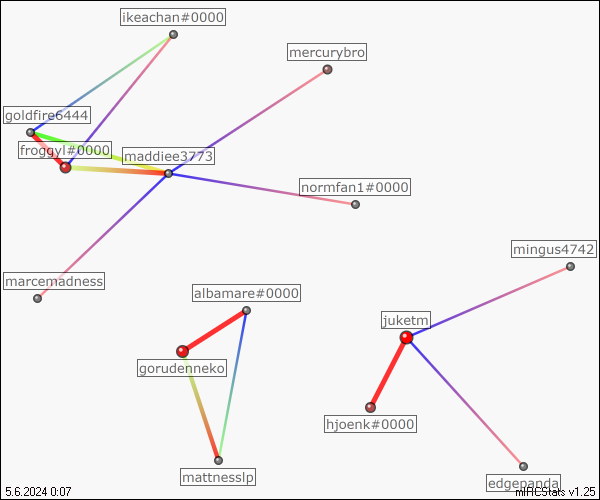 ikeachan#0000
mercurybro
goldfire6444
froggyl#0000
maddiee3773
normfan1#0000
mingus4742
marcemadness
albamare#0000
juketm
gorudenneko
hjoenk#0000
mattnesslp
edgepanda
5.6.2024 0:07
mIRCStats v1.25